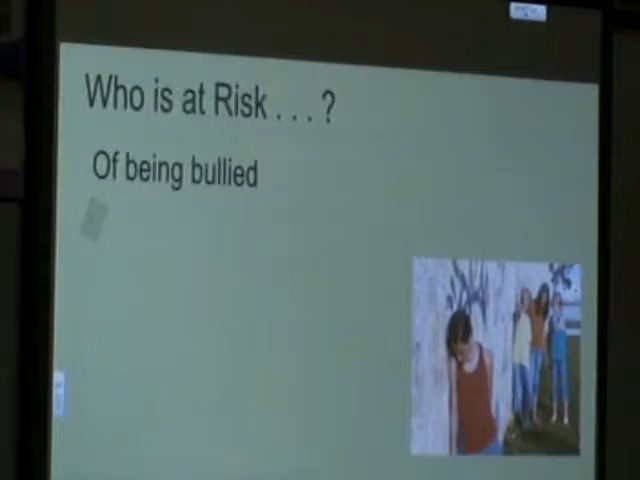 Who is at Risk . . . ?
Of being bullied